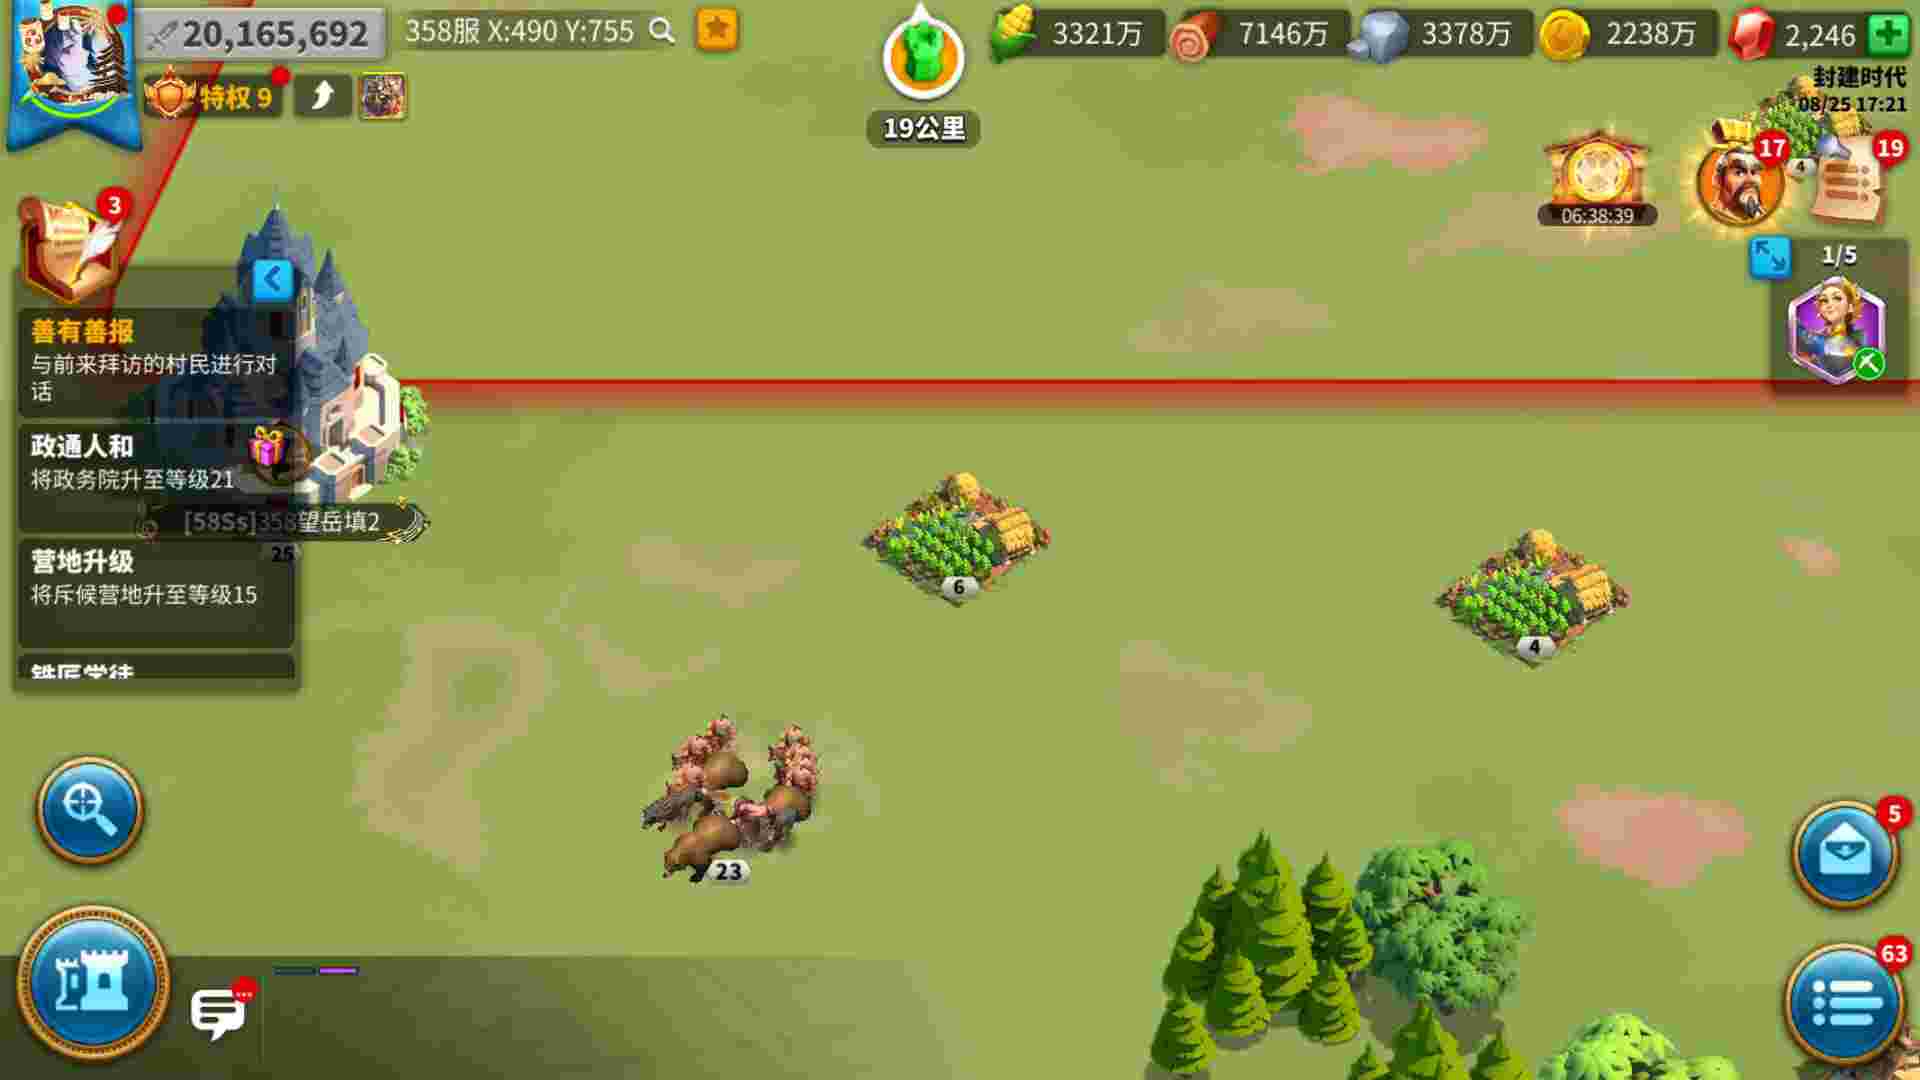 20,165,692
358服 X:490 Y:755
3321万
7146万
3378万
2238万
2,246
特权 9
19公里
封建时代
08/25 17:21
17
4
19
06:38:39
3
1/5
善有善报
与前来拜访的村民进行对
话
政通人和
将政务院升至等级21
[58Ss]358望岳填2
25
营地升级
将斥候营地升至等级15
铁匠学徒
6
4
23
5
63